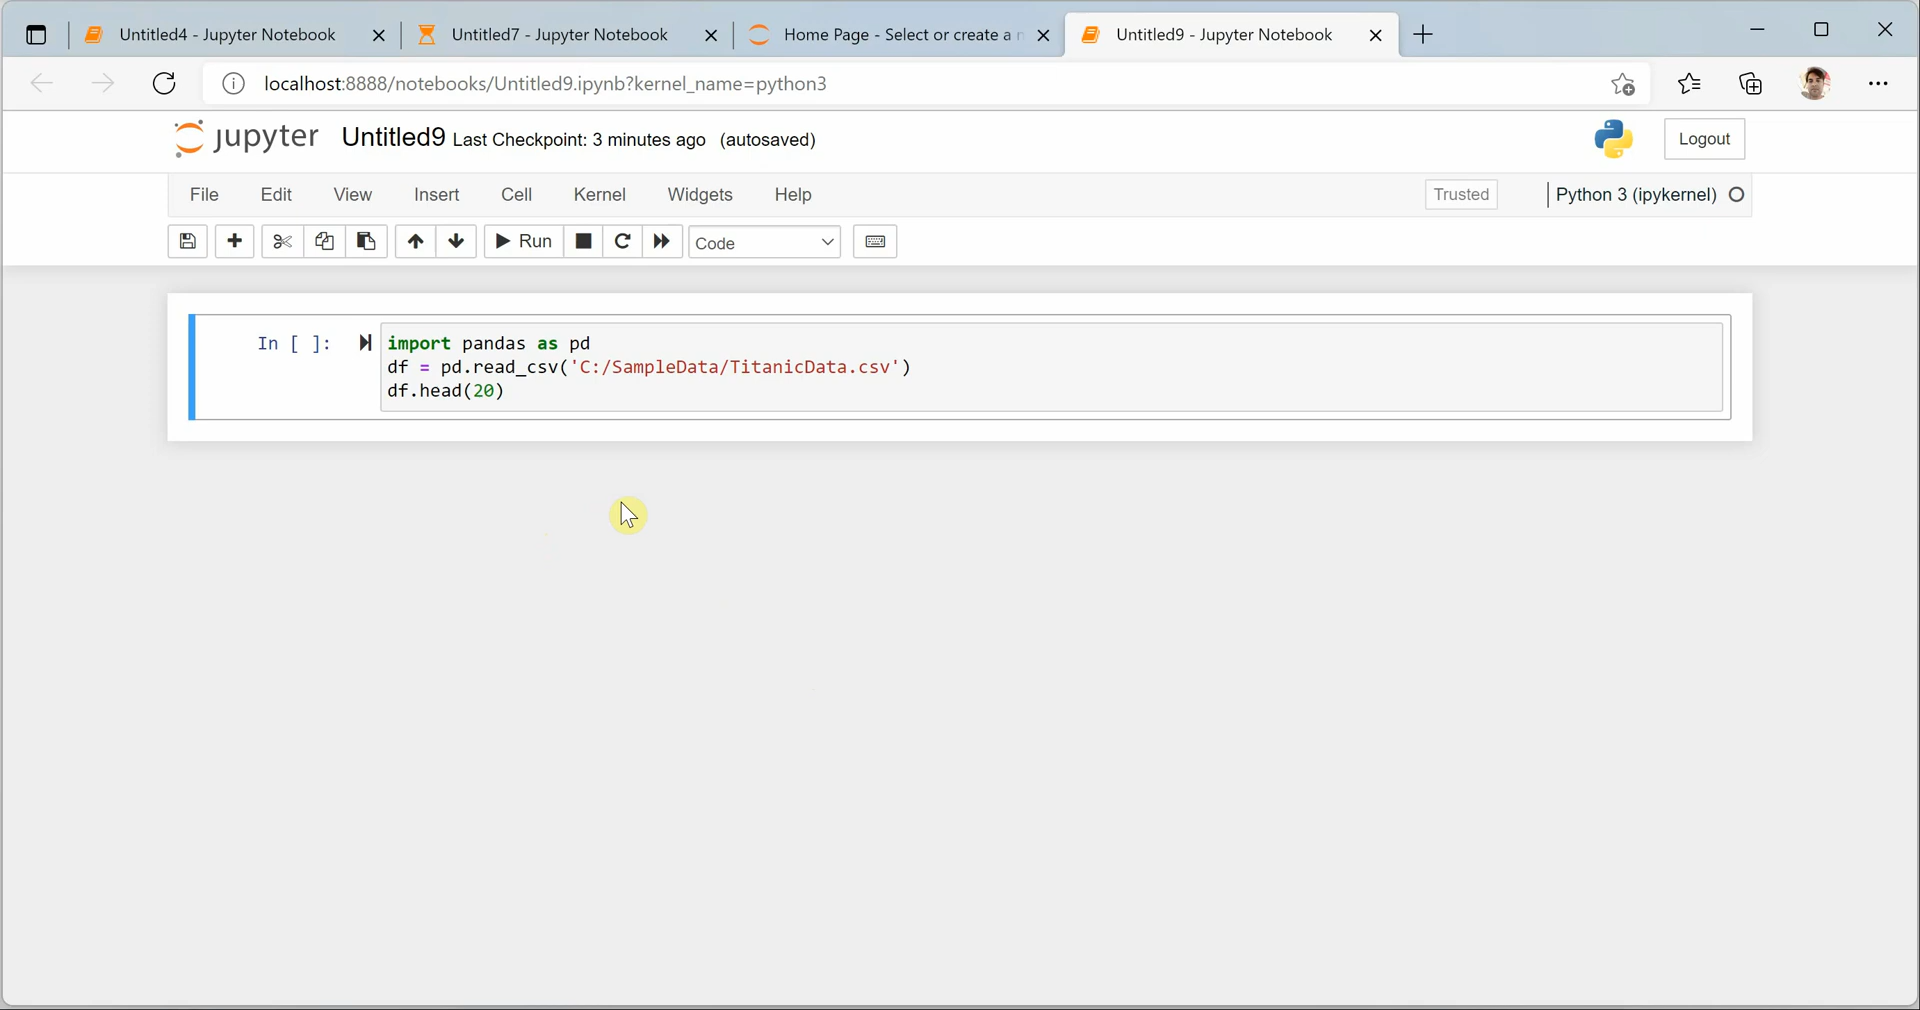 Untitled4 - Jupyter Notebook
Untitled7 - Jupyter Notebook
Home Page - Select or create a n
Untitled9 - Jupyter Notebook
localhost:8888/notebooks/Untitled9.ipynb?kernel_name=python3
jupyter Untitled9 Last Checkpoint: 3 minutes ago (autosaved)
Logout
File Edit View Insert Cell Kernel Widgets Help
Trusted
Python 3 (ipykernel)
Run
Code
In [ ]:
import pandas as pd
df = pd.read_csv('C:/SampleData/TitanicData.csv')
df.head(20)